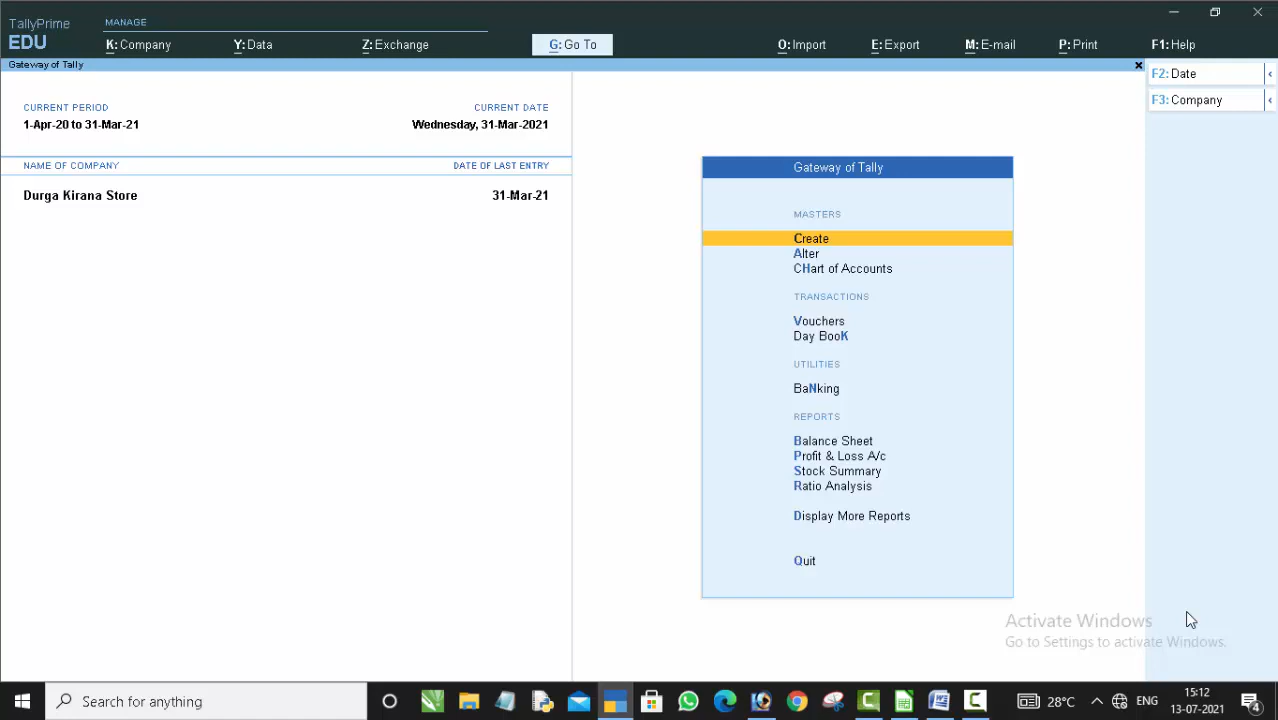 TallyPrime
EDU
MANAGE
K: Company
Y: Data
Z: Exchange
G: Go To
O: Import
E: Export
M: E-mail
P: Print
F1: Help
Gateway of Tally
F2: Date
F3: Company
CURRENT PERIOD
CURRENT DATE
1-Apr-20 to 31-Mar-21
Wednesday, 31-Mar-2021
NAME OF COMPANY
DATE OF LAST ENTRY
Durga Kirana Store
31-Mar-21
Gateway of Tally
MASTERS
Create
Alter
CHart of Accounts
TRANSACTIONS
Vouchers
Day BooK
UTILITIES
BaNking
REPORTS
Balance Sheet
Profit & Loss A/c
Stock Summary
Ratio Analysis
Display More Reports
Quit
Activate Windows
Go to Settings to activate Windows.
Search for anything
28°C
ENG
15:12
13-07-2021
4